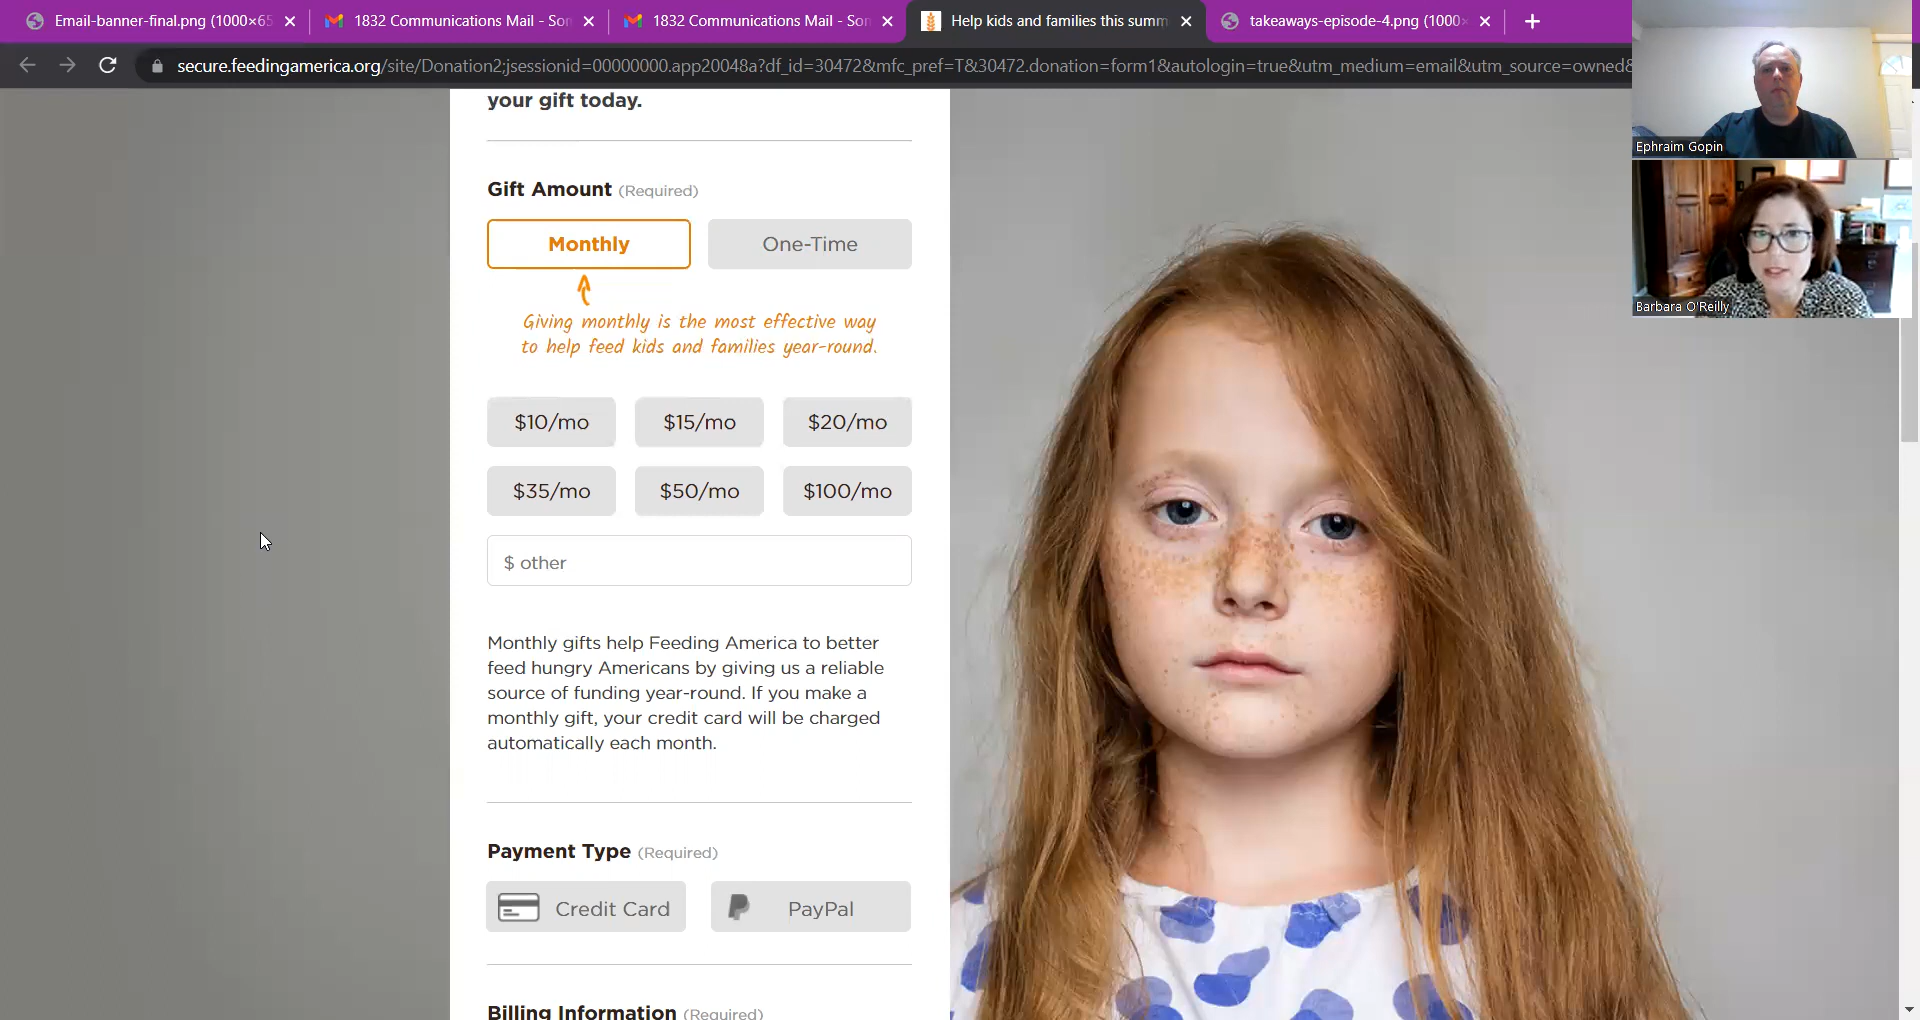 Email-banner-final.png (1000×65
1832 Communications Mail - Son
1832 Communications Mail - Son
Help kids and families this summ
takeaways-episode-4.png (1000×
secure.feedingamerica.org/site/Donation2;jsessionid=00000000.app20048a?df_id=30472&mfc_pref=T&30472.donation=form1&autologin=true&utm_medium=email&utm_source=owned&
Ephraim Gopin
Barbara O'Reilly
your gift today.
Gift Amount (Required)
Monthly
One-Time
Giving monthly is the most effective way
to help feed kids and families year-round.
$10/mo
$15/mo
$20/mo
$35/mo
$50/mo
$100/mo
$ other
Monthly gifts help Feeding America to better
feed hungry Americans by giving us a reliable
source of funding year-round. If you make a
monthly gift, your credit card will be charged
automatically each month.
Payment Type (Required)
Credit Card
PayPal
Billing Information (Required)